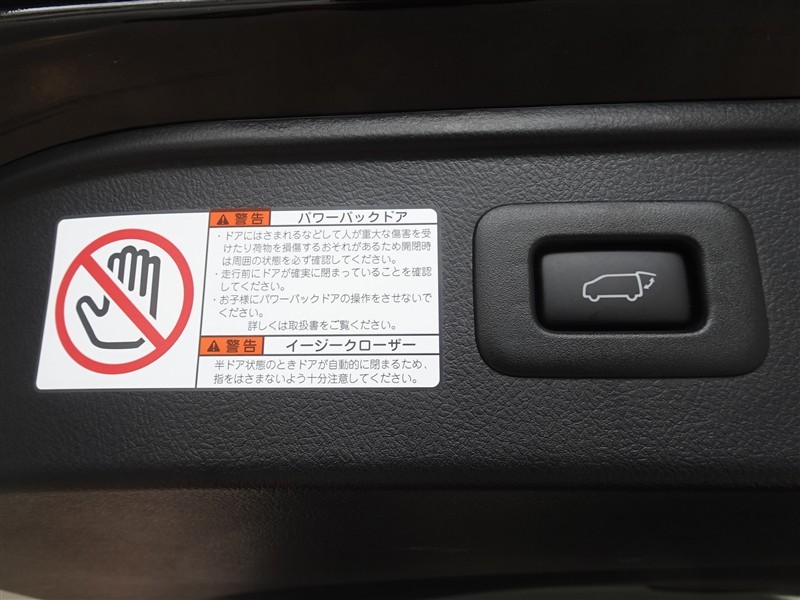 警告 パワーバックドア
・ドアにはさまれるなどして人が重大な傷害を受
けたり荷物を損傷するおそれがあるため開閉時
は周囲の状態を必ず確認してください。
・走行前にドアが確実に閉まっていることを確認
してください。
・お子様にパワーバックドアの操作をさせないで
ください。
詳しくは取扱書をご覧ください。
警告 イージークローザー
半ドア状態のときドアが自動的に閉まるため、
指をはさまないよう十分注意してください。